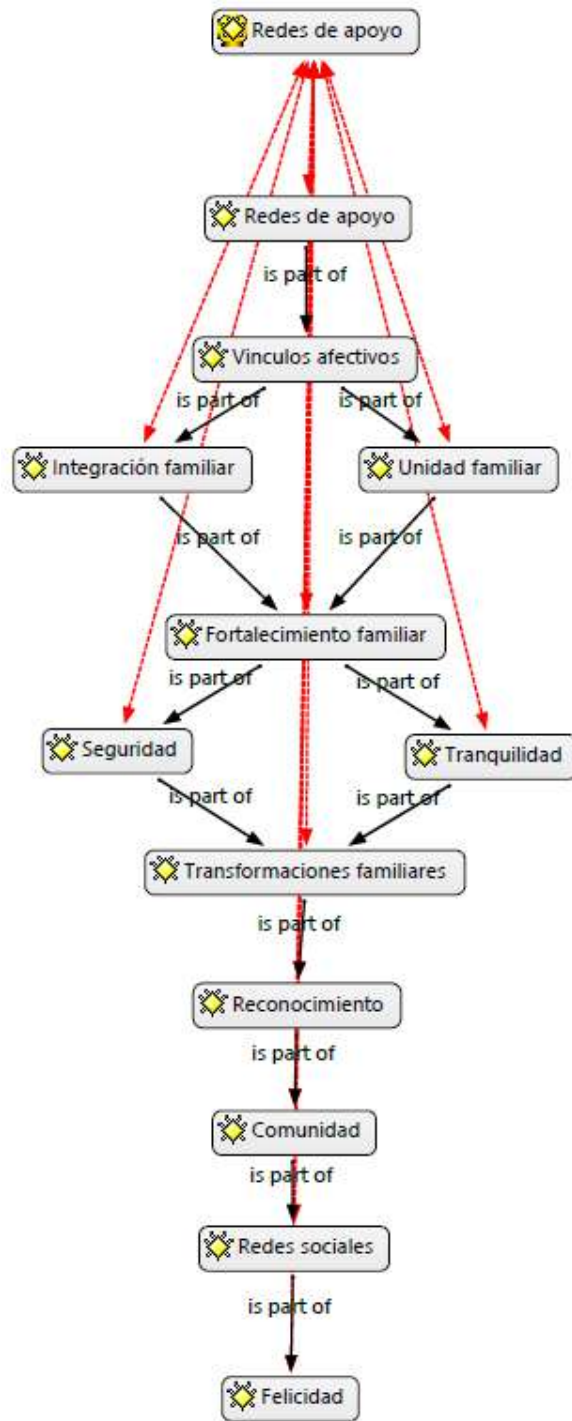 Redes de apoyo
Redes de apoyo
is part of
Vinculos afectivos
is part of
is part of
Integración familiar
Unidad familiar
is part of
is part of
Fortalecimiento familiar
is part of
is part of
Seguridad
Tranquilidad
is part of
is part of
Transformaciones familiares
is part of
Reconocimiento
is part of
Comunidad
is part of
Redes sociales
is part of
Felicidad